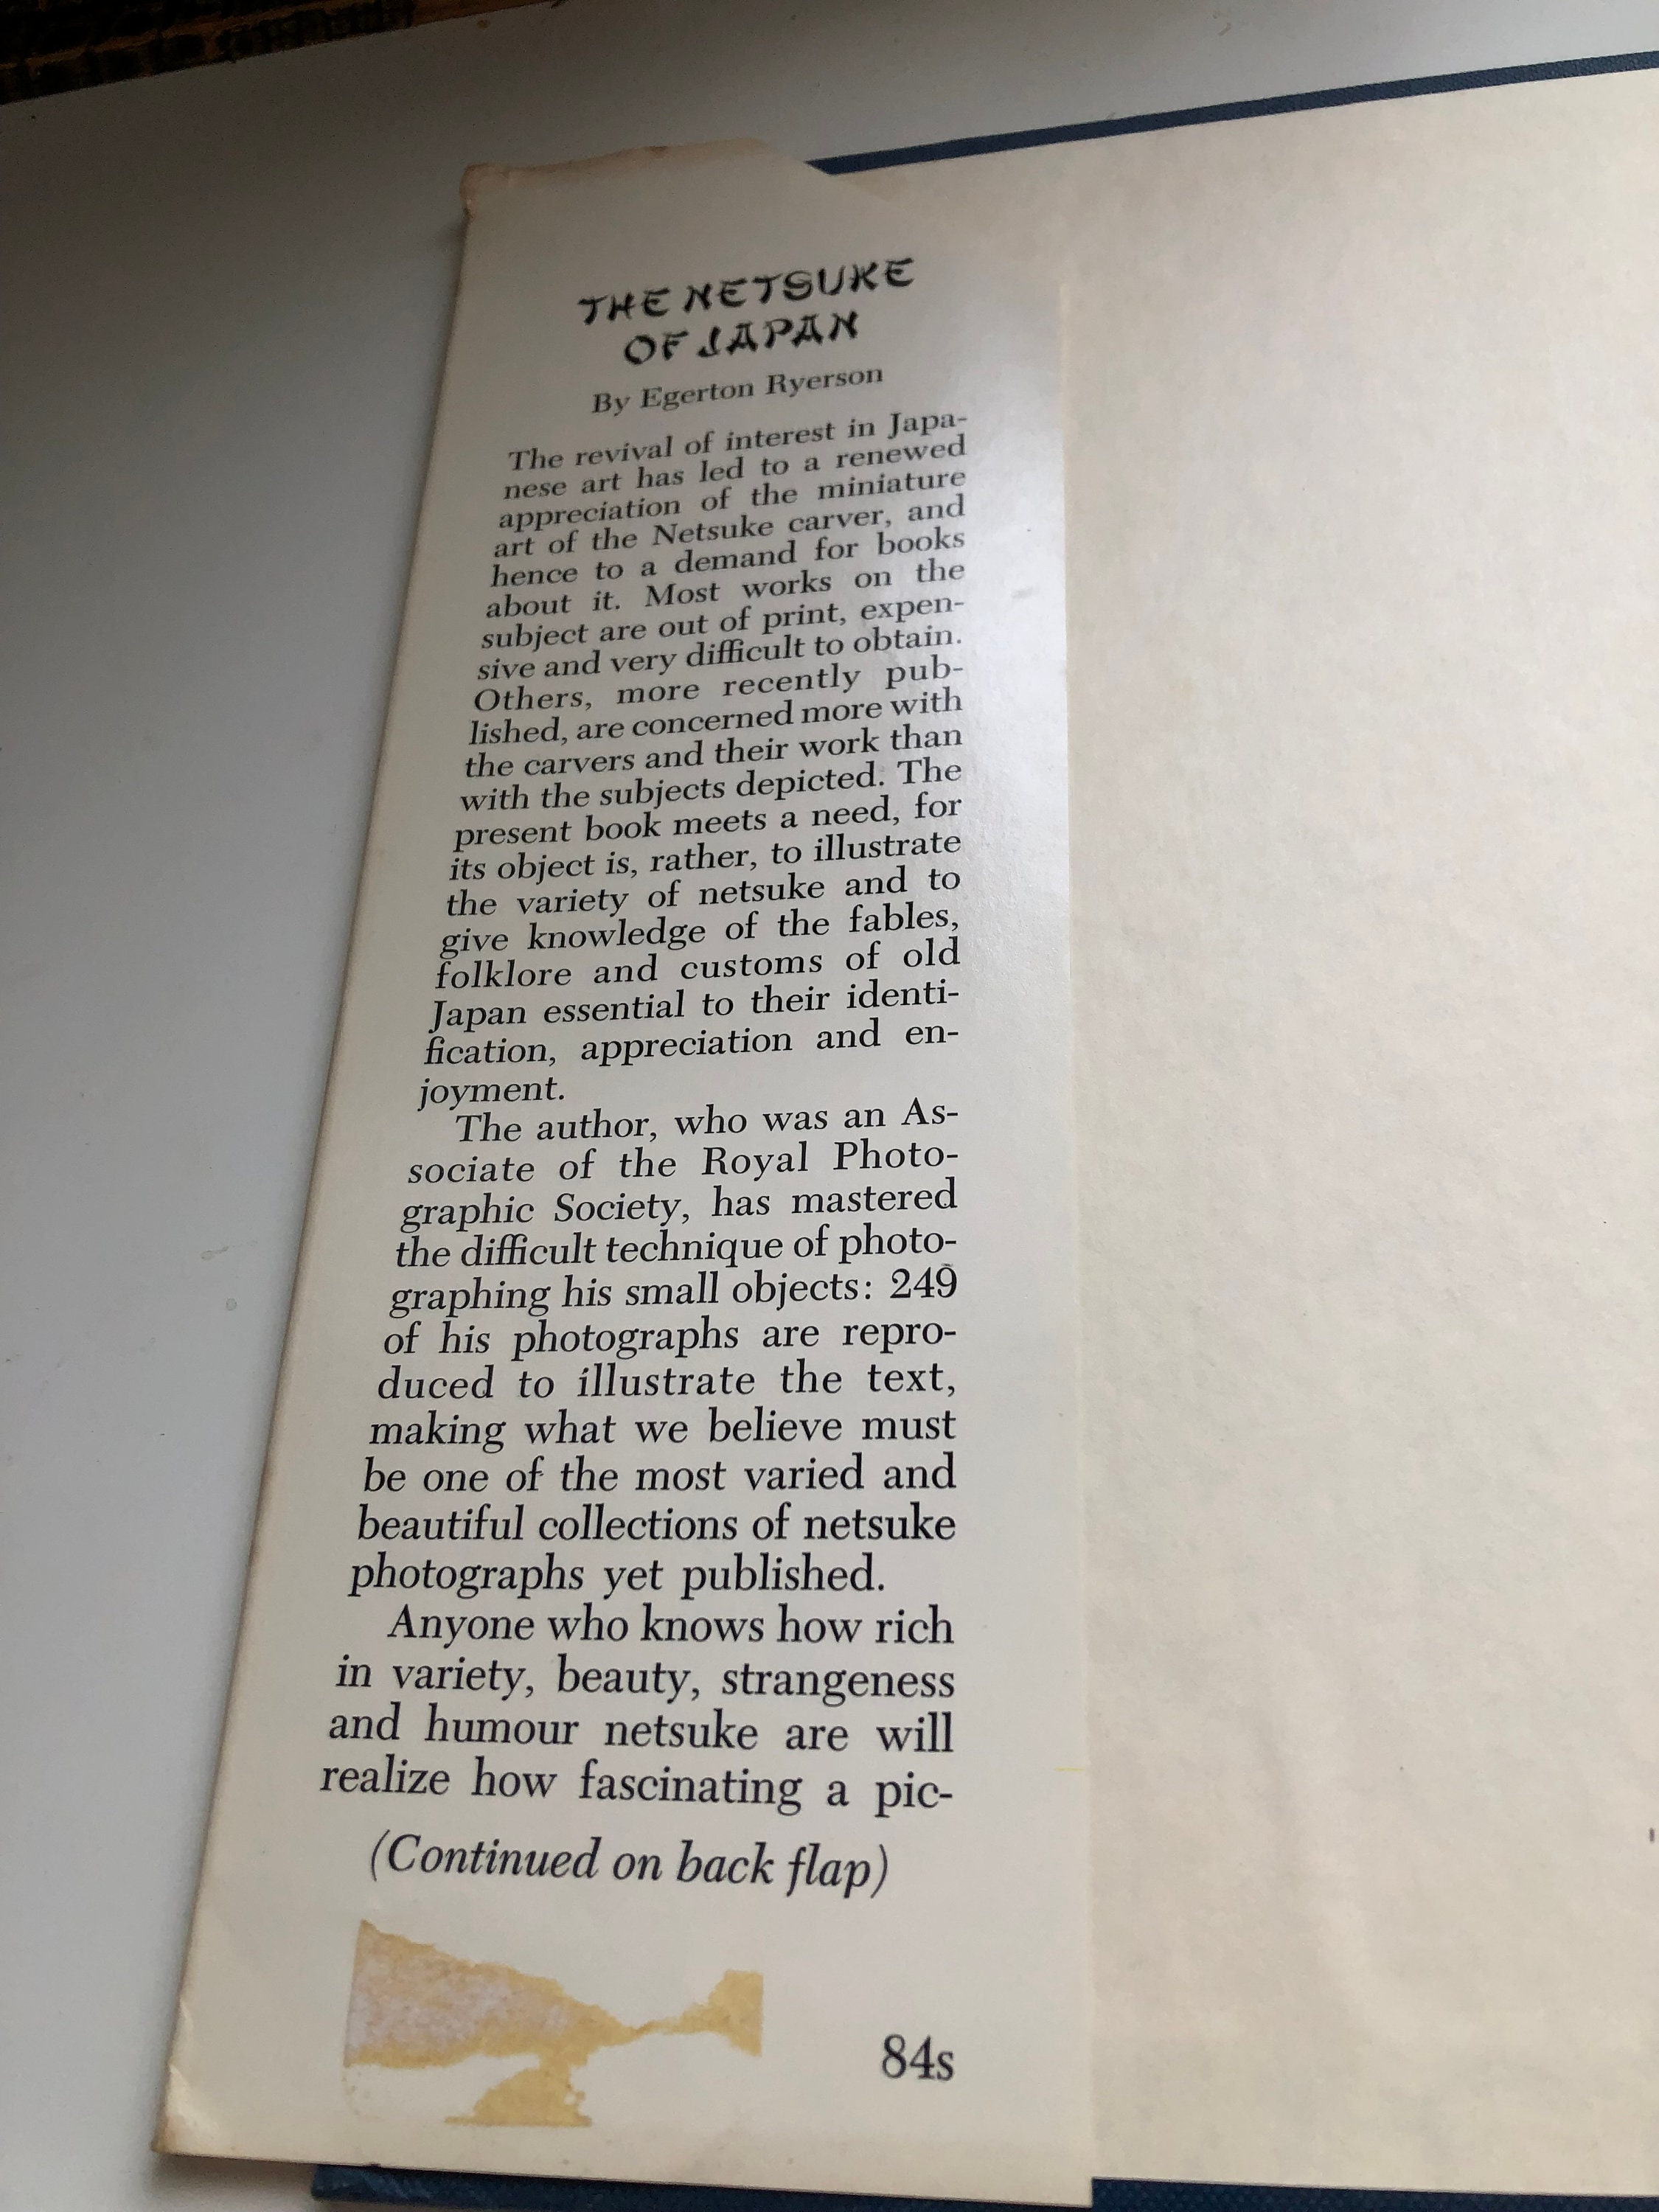 THE NETSUKE
OF JAPAN
By Egerton Ryerson
The revival of interest in Japa-
nese art has led to a renewed
appreciation of the miniature
art of the Netsuke carver, and
hence to a demand for books
about it. Most works on the
subject are out of print, expen-
sive and very difficult to obtain.
Others, more recently pub-
lished, are concerned more with
the carvers and their work than
with the subjects depicted. The
present book meets a need, for
its object is, rather, to illustrate
the variety of netsuke and to
give knowledge of the fables,
folklore and customs of old
Japan essential to their identi-
fication, appreciation and en-
joyment.
The author, who was an As-
sociate of the Royal Photo-
graphic Society, has mastered
the difficult technique of photo-
graphing his small objects: 249
of his photographs are repro-
duced to illustrate the text,
making what we believe must
be one of the most varied and
beautiful collections of netsuke
photographs yet published.
Anyone who knows how rich
in variety, beauty, strangeness
and humour netsuke are will
realize how fascinating a pic-
(Continued on back flap)
84s